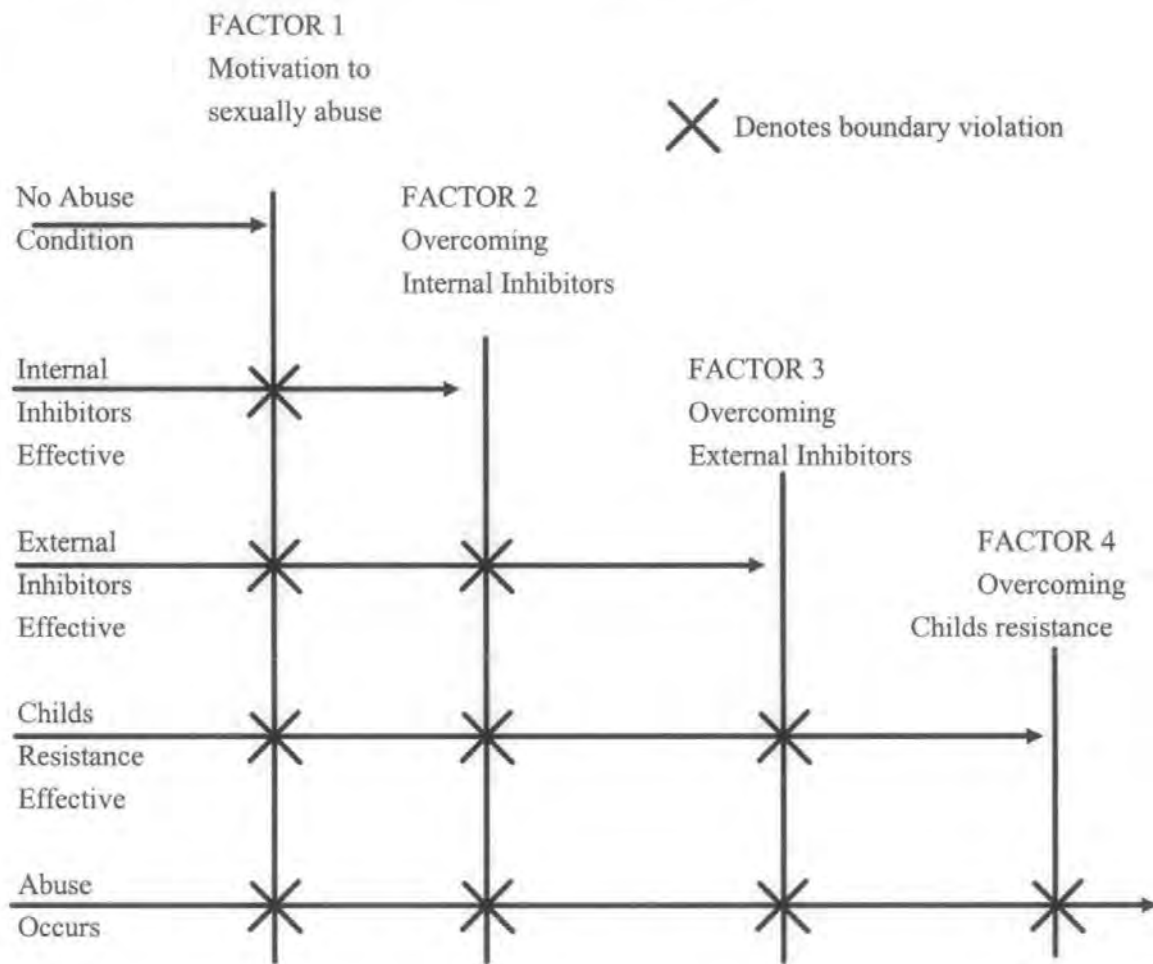 FACTOR 1
Motivation to
sexually abuse
Denotes boundary violation
No Abuse
Condition
FACTOR 2
Overcoming
Internal Inhibitors
Internal
Inhibitors
Effective
FACTOR 3
Overcoming
External Inhibitors
External
Inhibitors
Effective
FACTOR 4
Overcoming
Childs resistance
Childs
Resistance
Effective
Abuse
Occurs